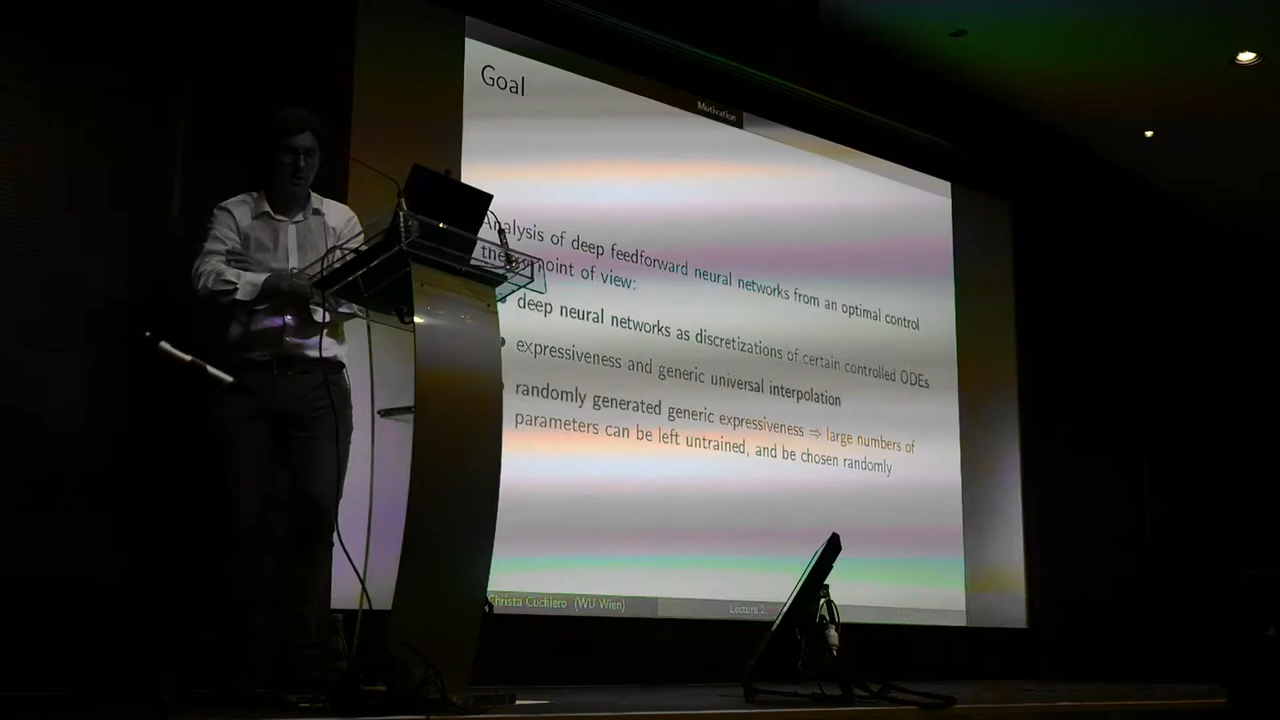 Motivation
Goal
Analysis of deep feedforward neural networks from an optimal control
point of view:
deep neural networks as discretizations of certain controlled ODEs
expressiveness and generic universal interpolation
randomly generated generic expressiveness ⇒ large numbers of
parameters can be left untrained, and be chosen randomly
Christa Cuchiero (WU Wien)
Lecture 2